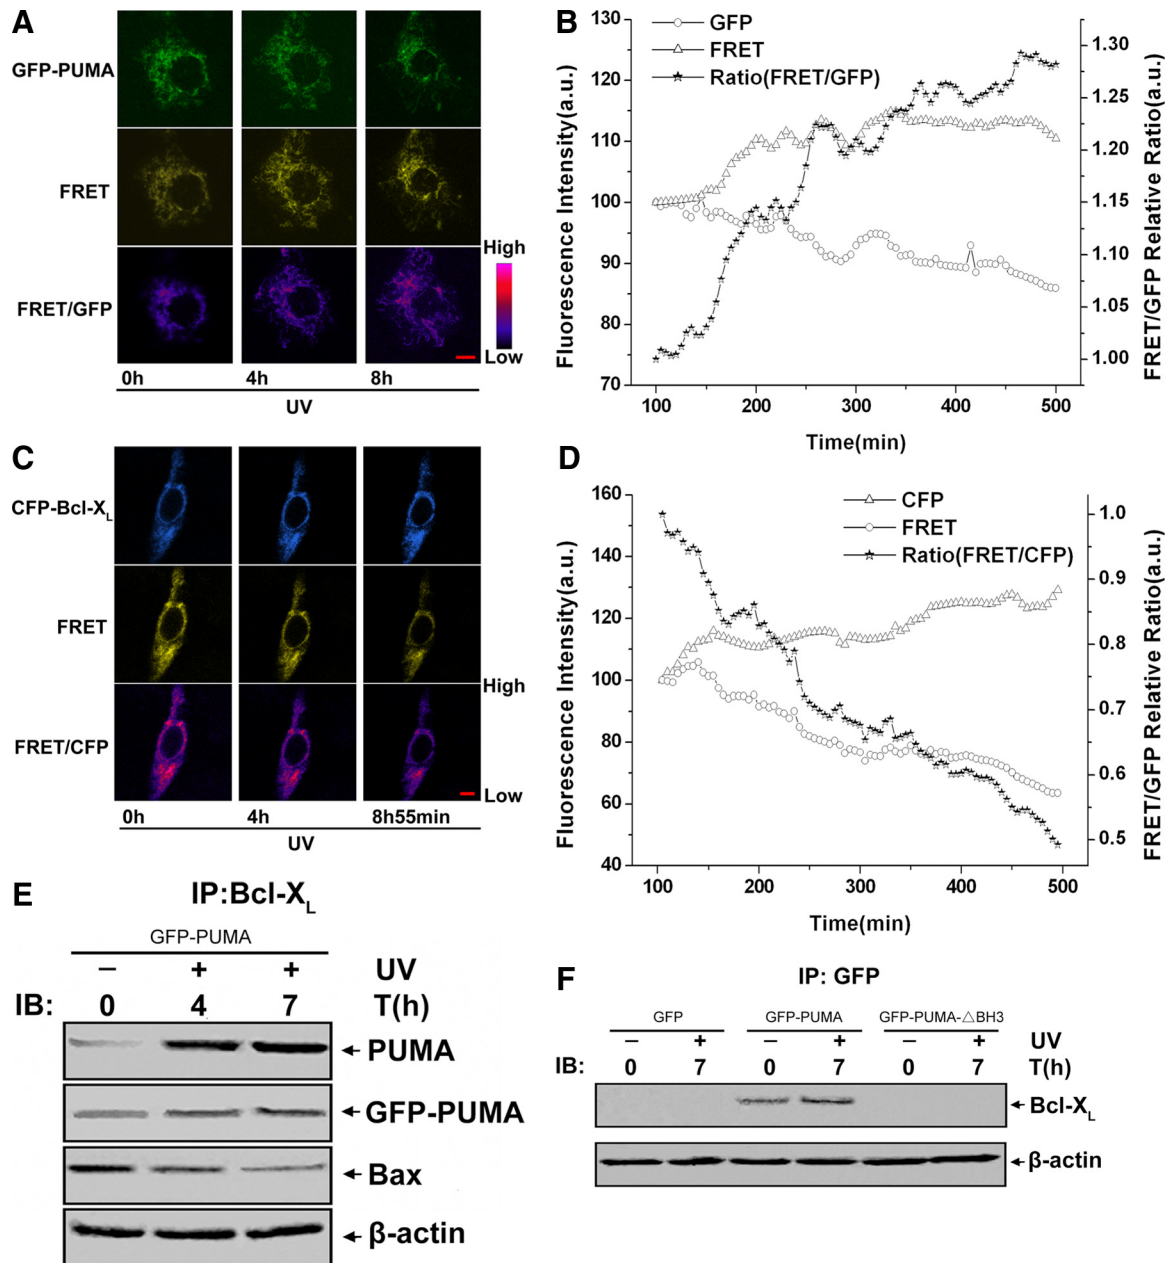 A
GFP-PUMA
FRET
FRET/GFP
High
Low
0h 4h 8h
UV
B
GFP
FRET
Ratio(FRET/GFP)
Fluorescence Intensity(a.u.)
130
120
110
100
90
80
70
FRET/GFP Relative Ratio(a.u.)
1.30
1.25
1.20
1.15
1.10
1.05
1.00
100 200 300 400 500
Time(min)
C
CFP-Bcl-XL
FRET
FRET/CFP
High
Low
0h 4h 8h55min
UV
D
CFP
FRET
Ratio(FRET/CFP)
Fluorescence Intensity(a.u.)
160
140
120
100
80
60
40
FRET/GFP Relative Ratio(a.u.)
1.0
0.9
0.8
0.7
0.6
0.5
100 200 300 400 500
Time(min)
E
IP:Bcl-XL
GFP-PUMA
− + + UV
IB: 0 4 7 T(h)
PUMA
GFP-PUMA
Bax
β-actin
F
IP: GFP
GFP GFP-PUMA GFP-PUMA-△BH3
− + − + − + UV
IB: 0 7 0 7 0 7 T(h)
Bcl-XL
β-actin